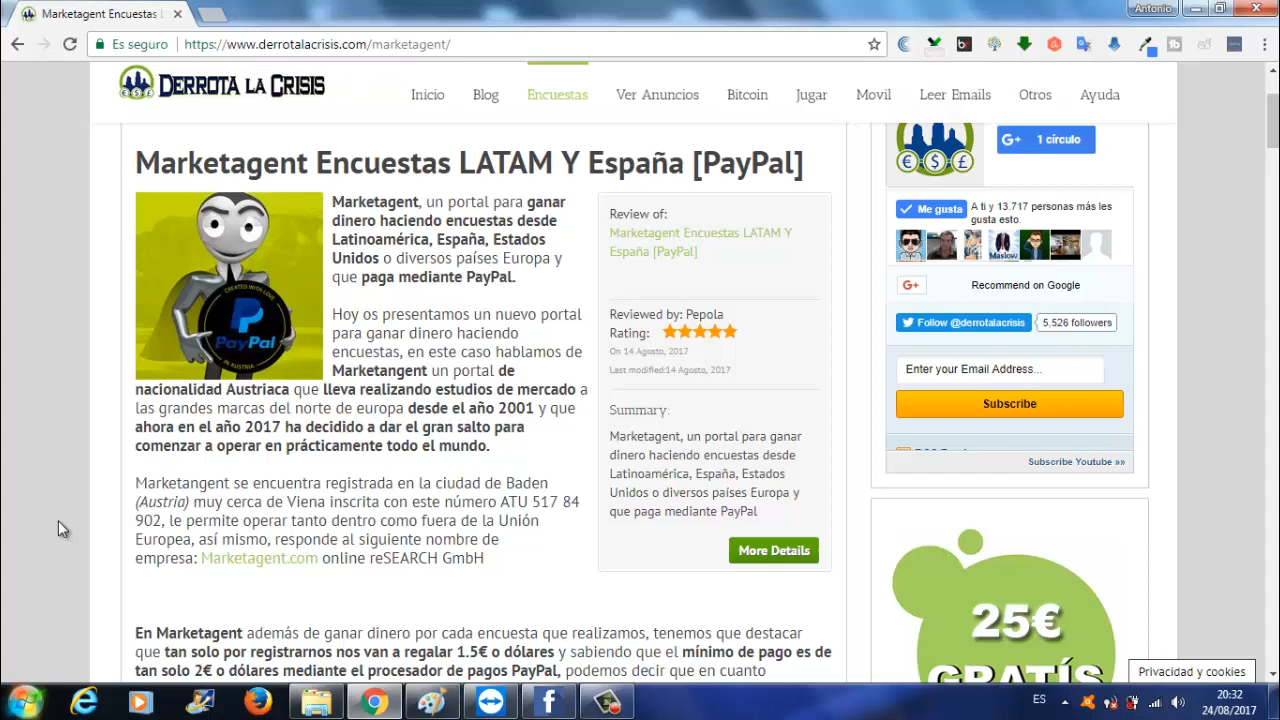 Marketagent Encuestas L
Antonio
Es seguro
https://www.derrotalacrisis.com/marketagent/
DERROTA LA CRISIS
Inicio
Blog
Encuestas
Ver Anuncios
Bitcoin
Jugar
Movil
Leer Emails
Otros
Ayuda
Marketagent Encuestas LATAM Y España [PayPal]
CREATED WITH LOVE
PayPal
IN AUSTRIA
Marketagent, un portal para ganar
dinero haciendo encuestas desde
Latinoamérica, España, Estados
Unidos o diversos países Europa y
que paga mediante PayPal.
Hoy os presentamos un nuevo portal
para ganar dinero haciendo
encuestas, en este caso hablamos de
Marketangent un portal de
nacionalidad Austriaca que lleva realizando estudios de mercado a
las grandes marcas del norte de europa desde el año 2001 y que
ahora en el año 2017 ha decidido a dar el gran salto para
comenzar a operar en prácticamente todo el mundo.
Marketangent se encuentra registrada en la ciudad de Baden
(Austria) muy cerca de Viena inscrita con este número ATU 517 84
902, le permite operar tanto dentro como fuera de la Unión
Europea, así mismo, responde al siguiente nombre de
empresa: Marketagent.com online reSEARCH GmbH
En Marketagent además de ganar dinero por cada encuesta que realizamos, tenemos que destacar
que tan solo por registrarnos nos van a regalar 1.5€ o dólares y sabiendo que el mínimo de pago es de
tan solo 2€ o dólares mediante el procesador de pagos PayPal, podemos decir que en cuanto
Review of:
Marketagent Encuestas LATAM Y
España [PayPal]
Reviewed by: Pepola
Rating:
On 14 Agosto, 2017
Last modified:14 Agosto, 2017
Summary:
Marketagent, un portal para ganar
dinero haciendo encuestas desde
Latinoamérica, España, Estados
Unidos o diversos países Europa y
que paga mediante PayPal
More Details
G+ 1 círculo
Me gusta
A ti y 13.717 personas más les
gusta esto.
Maslow
G+ Recommend on Google
Follow @derrotalacrisis
5,526 followers
Enter your Email Address...
Subscribe
Subscribe Youtube »»
25€
GRATÍS
Privacidad y cookies
ES
20:32
24/08/2017